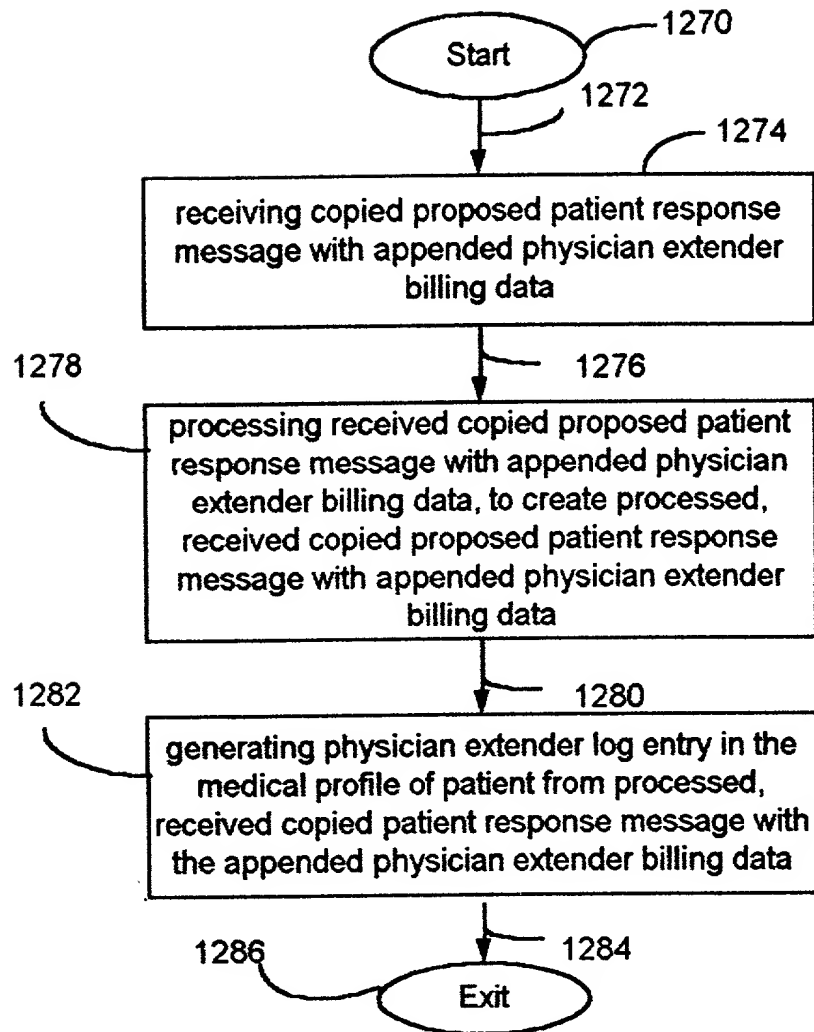 1270
Start
1272
1274
receiving copied proposed patient response
message with appended physician extender
billing data
1278
1276
processing received copied proposed patient
response message with appended physician
extender billing data, to create processed,
received copied proposed patient response
message with appended physician extender
billing data
1282
1280
generating physician extender log entry in the
medical profile of patient from processed,
received copied patient response message with
the appended physician extender billing data
1286
1284
Exit